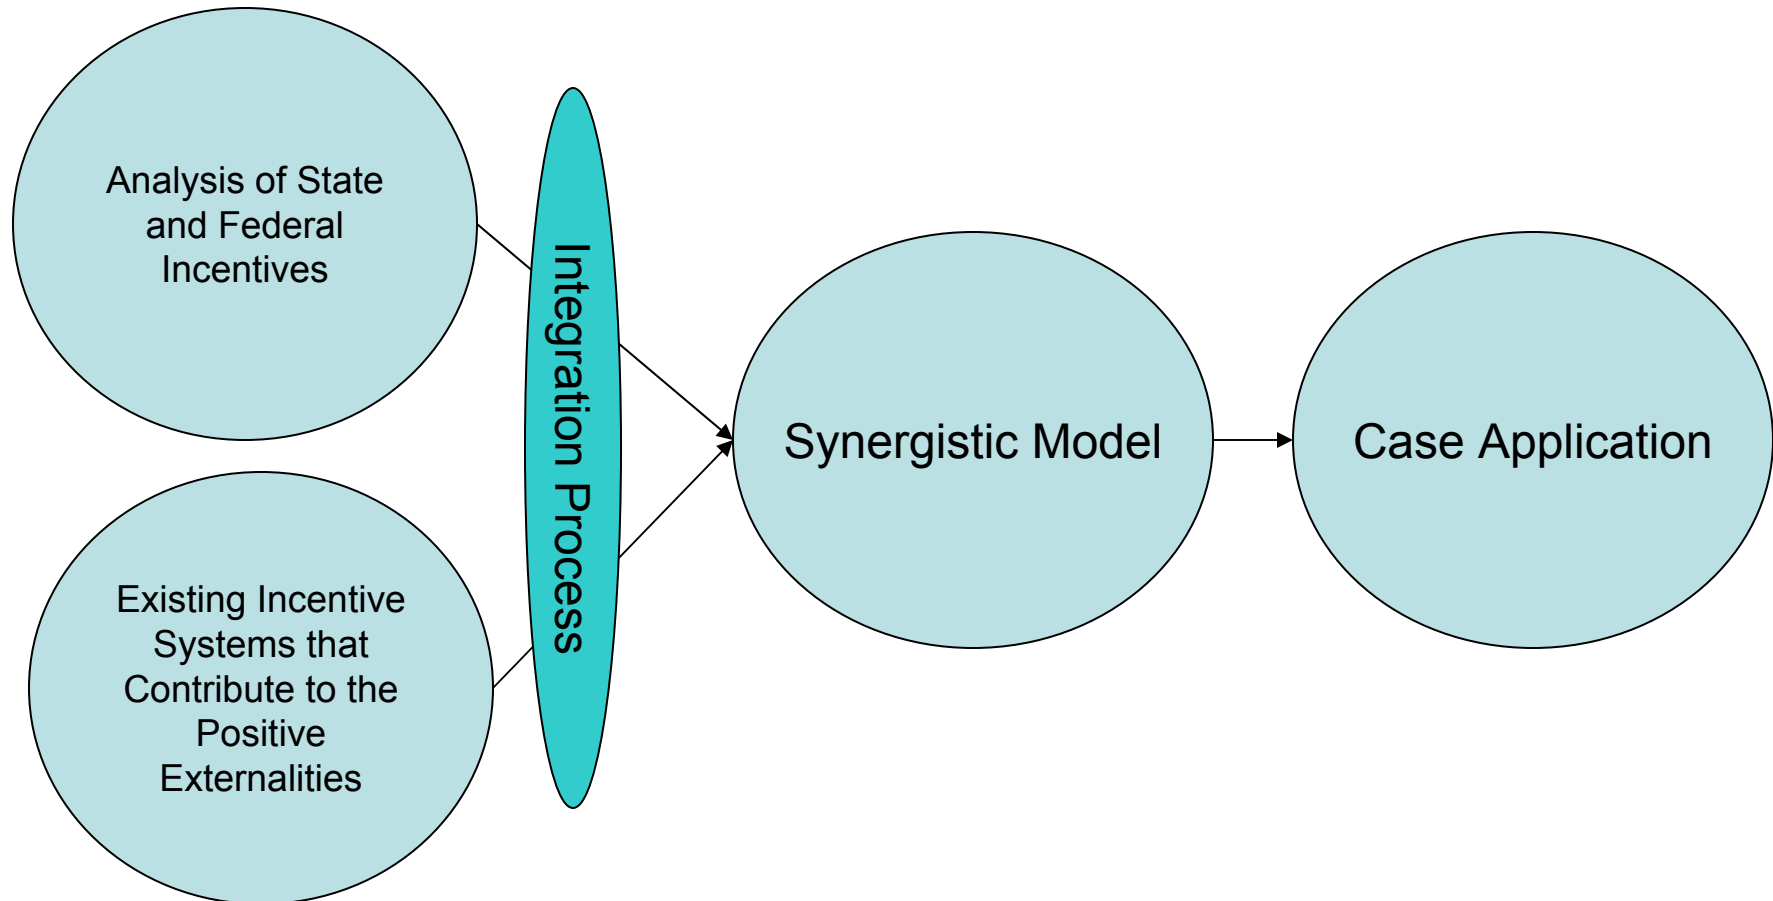 Analysis of State
and Federal
Incentives
Existing Incentive
Systems that
Contribute to the
Positive
Externalities
Integration Process
Synergistic Model
Case Application